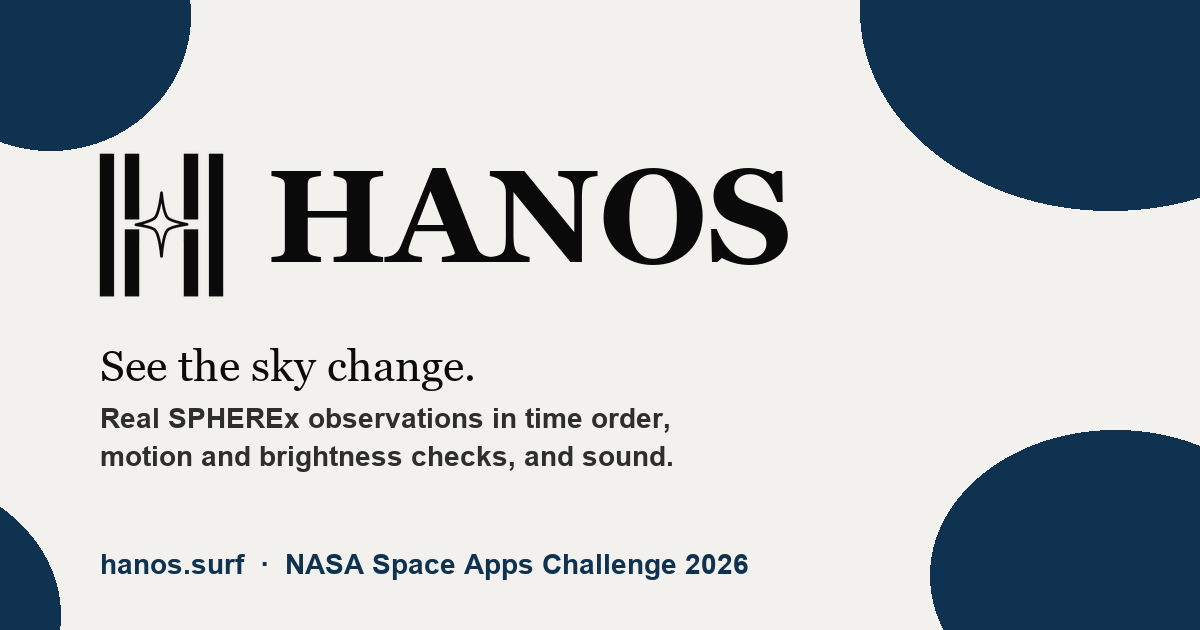 HANOS
See the sky change.
Real SPHEREx observations in time order,
motion and brightness checks, and sound.
hanos.surf · NASA Space Apps Challenge 2026